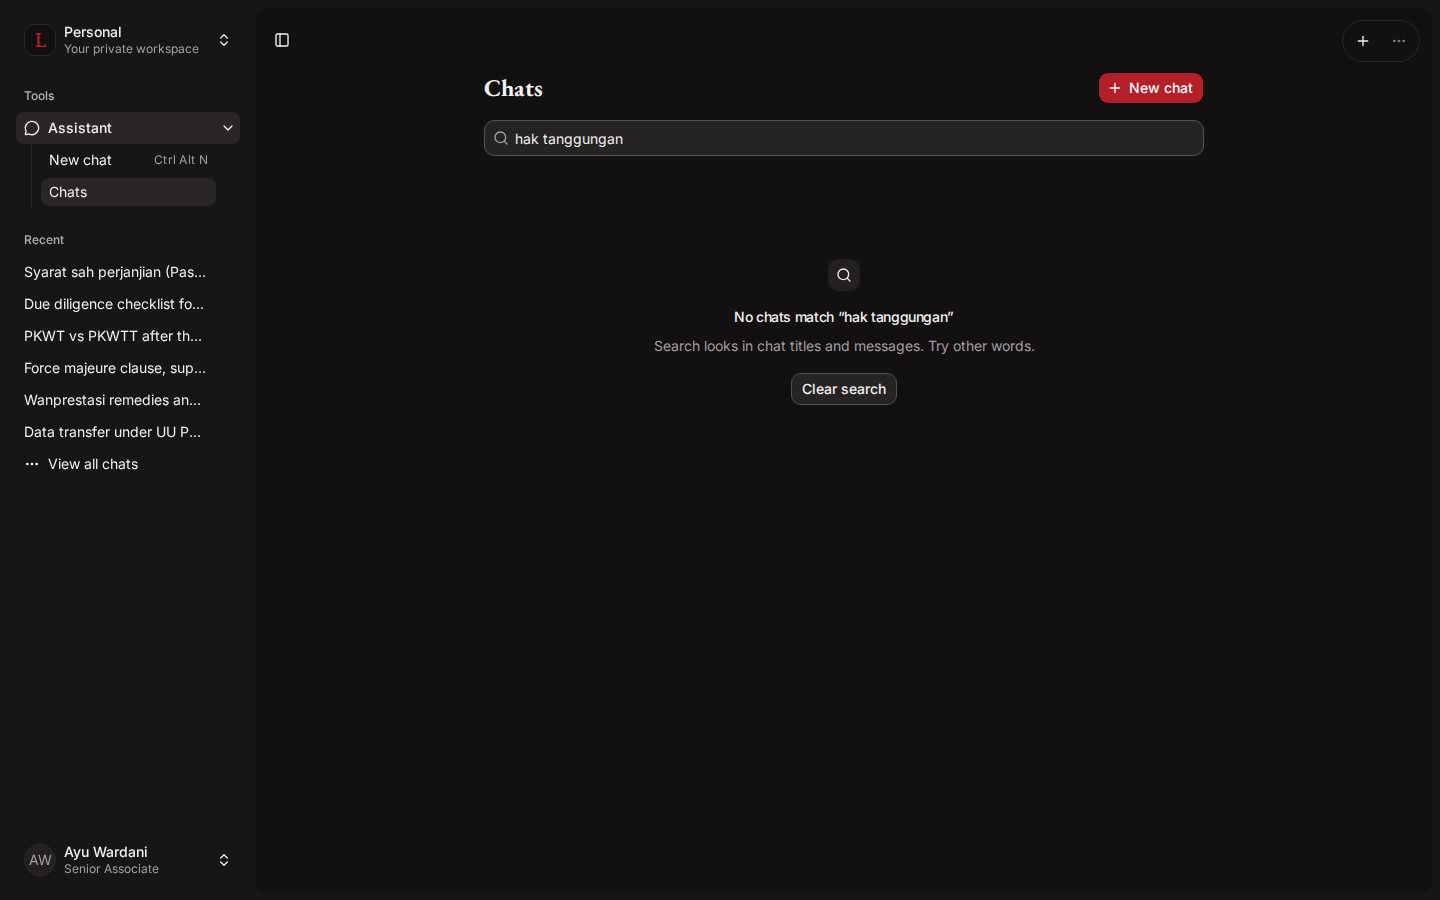 L
Personal
Your private workspace
Tools
Assistant
New chat
Ctrl Alt N
Chats
Recent
Syarat sah perjanjian (Pas...
Due diligence checklist fo...
PKWT vs PKWTT after th...
Force majeure clause, sup...
Wanprestasi remedies an...
Data transfer under UU P...
View all chats
AW
Ayu Wardani
Senior Associate
Chats
New chat
hak tanggungan
No chats match “hak tanggungan”
Search looks in chat titles and messages. Try other words.
Clear search